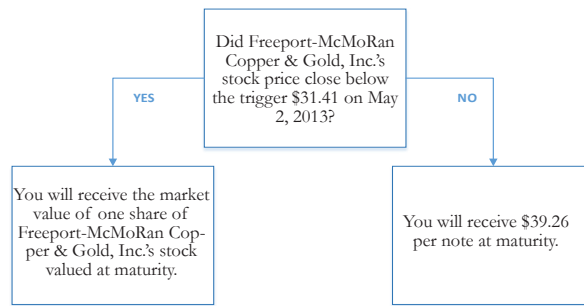 Did Freeport-McMoRan
Copper & Gold, Inc.'s
stock price close below
the trigger $31.41 on May
2, 2013?
YES
NO
You will receive the market
value of one share of
Freeport-McMoRan Cop-
per & Gold, Inc.'s stock
valued at maturity.
You will receive $39.26
per note at maturity.